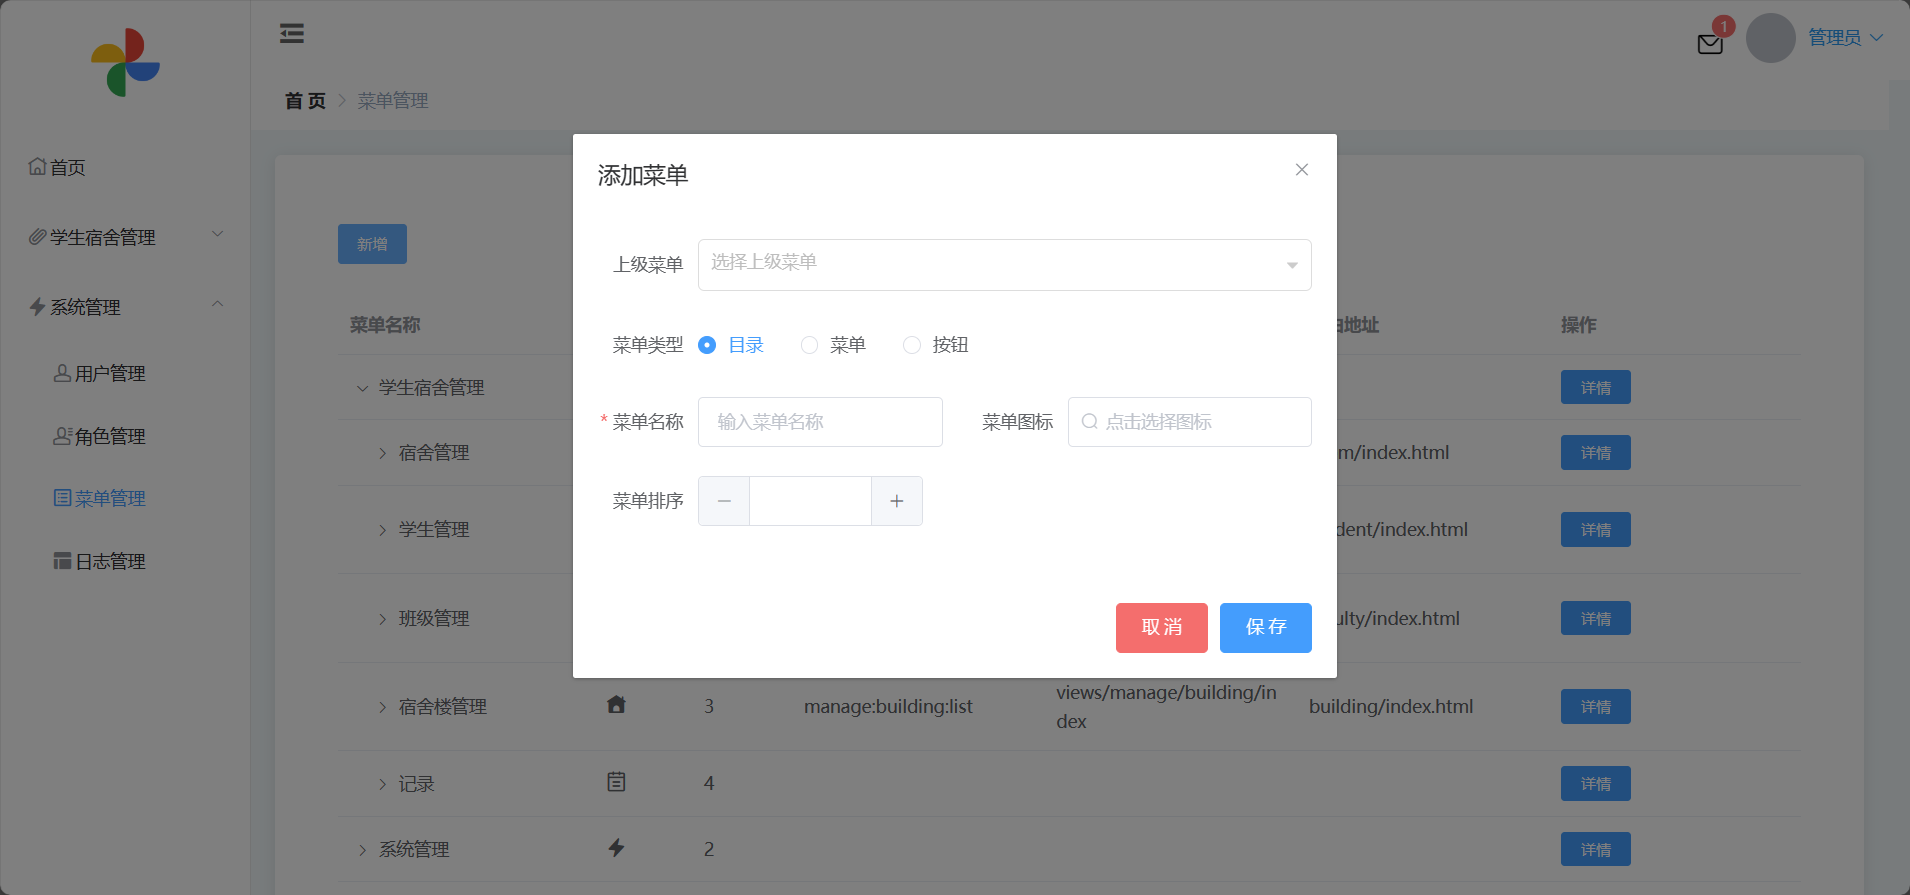 1
管理员
首 页
菜单管理
首页
学生宿舍管理
系统管理
用户管理
角色管理
菜单管理
日志管理
新增
菜单名称
地址
操作
学生宿舍管理
详情
宿舍管理
m/index.html
详情
学生管理
dent/index.html
详情
班级管理
ulty/index.html
详情
宿舍楼管理
3
manage:building:list
views/manage/building/in
dex
building/index.html
详情
记录
4
详情
系统管理
2
详情
添加菜单
上级菜单
选择上级菜单
菜单类型
目录
菜单
按钮
* 菜单名称
输入菜单名称
菜单图标
点击选择图标
菜单排序
取 消
保 存